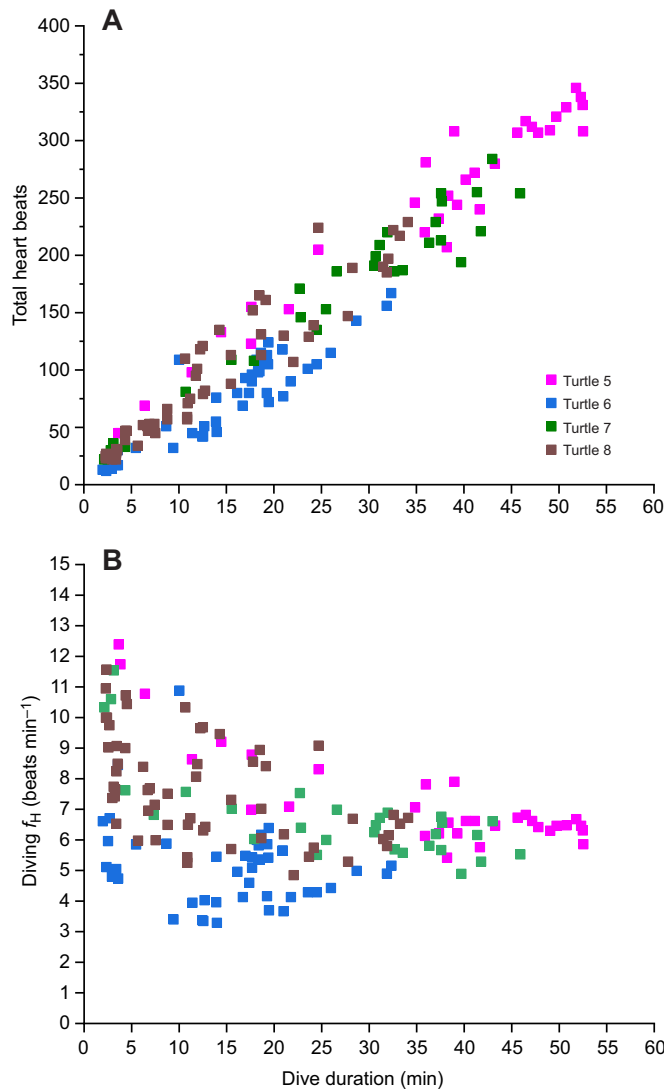 A
400
350
300
250
200
150
100
50
0
Total heart beats
Turtle 5
Turtle 6
Turtle 7
Turtle 8
0 5 10 15 20 25 30 35 40 45 50 55 60
B
15
14
13
12
11
10
9
8
7
6
5
4
3
2
1
0
Diving fH (beats min–1)
0 5 10 15 20 25 30 35 40 45 50 55 60
Dive duration (min)